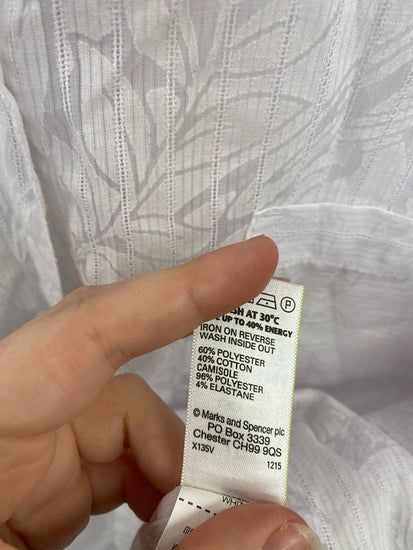 SH AT 30°C
UP TO 40% ENERGY
IRON ON REVERSE
WASH INSIDE OUT
60% POLYESTER
40% COTTON
CAMISOLE
96% POLYESTER
4% ELASTANE
© Marks and Spencer plc
PO Box 3339
Chester CH99 9QS
X135V 1215